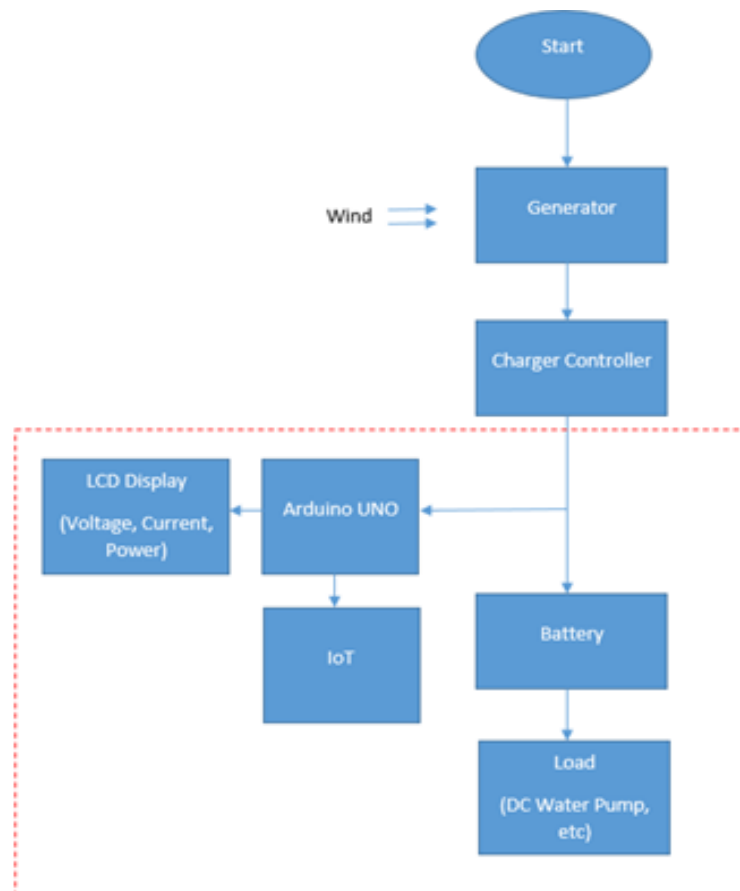 Start
Generator
Wind
Charger Controller
LCD Display
(Voltage, Current,
Power)
Arduino UNO
IoT
Battery
Load
(DC Water Pump,
etc)